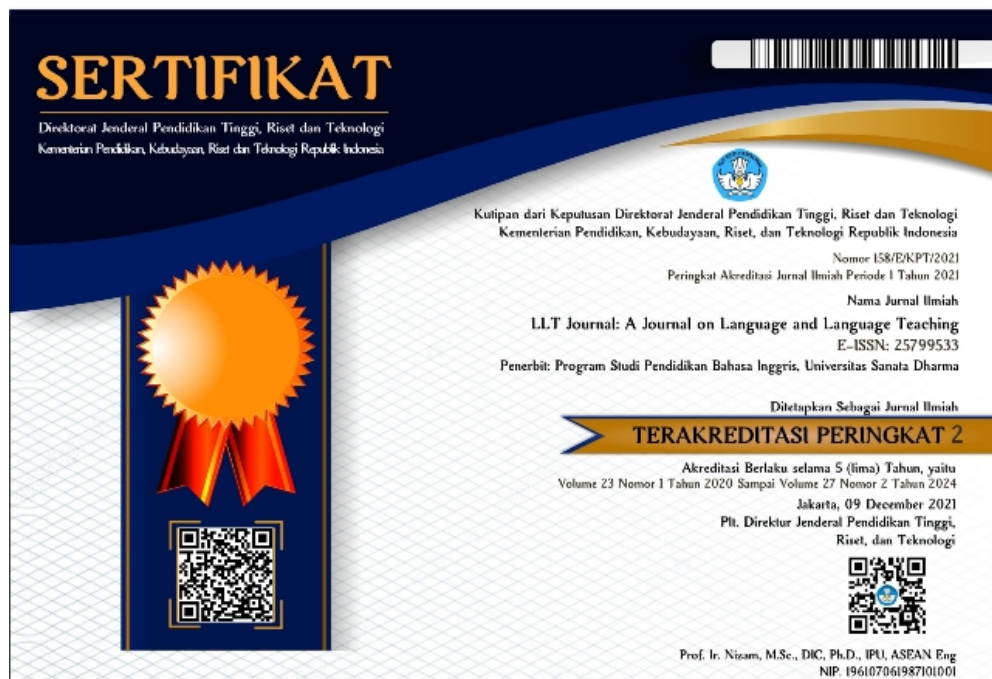 SERTIFIKAT
Direktorat Jenderal Pendidikan Tinggi, Riset dan Teknologi
Kementerian Pendidikan, Kebudayaan, Riset dan Teknologi Republik Indonesia
Kutipan dari Keputusan Direktorat Jenderal Pendidikan Tinggi, Riset dan Teknologi
Kementerian Pendidikan, Kebudayaan, Riset, dan Teknologi Republik Indonesia
Nomor 158/E/KPT/2021
Peringkat Akreditasi Jurnal Ilmiah Periode 1 Tahun 2021
Nama Jurnal Ilmiah
LLT Journal: A Journal on Language and Language Teaching
E-ISSN: 25799533
Penerbit: Program Studi Pendidikan Bahasa Inggris, Universitas Sanata Dharma
Ditetapkan Sebagai Jurnal Ilmiah
TERAKREDITASI PERINGKAT 2
Akreditasi Berlaku selama 5 (lima) Tahun, yaitu
Volume 23 Nomor 1 Tahun 2020 Sampai Volume 27 Nomor 2 Tahun 2024
Jakarta, 09 December 2021
Plt. Direktur Jenderal Pendidikan Tinggi,
Riset, dan Teknologi
Prof. Ir. Nizam, M.Sc., DIC, Ph.D., IPU, ASEAN Eng
NIP. 196107061987101001